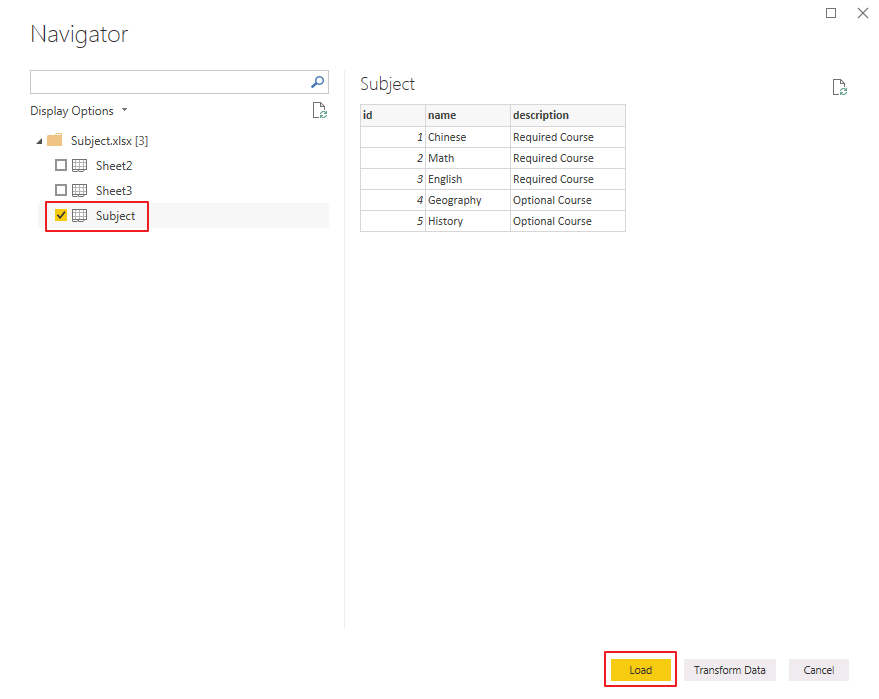 Navigator
Display Options
Subject.xlsx [3]
Sheet2
Sheet3
Subject
Subject
id name description
1 Chinese Required Course
2 Math Required Course
3 English Required Course
4 Geography Optional Course
5 History Optional Course
Load Transform Data Cancel